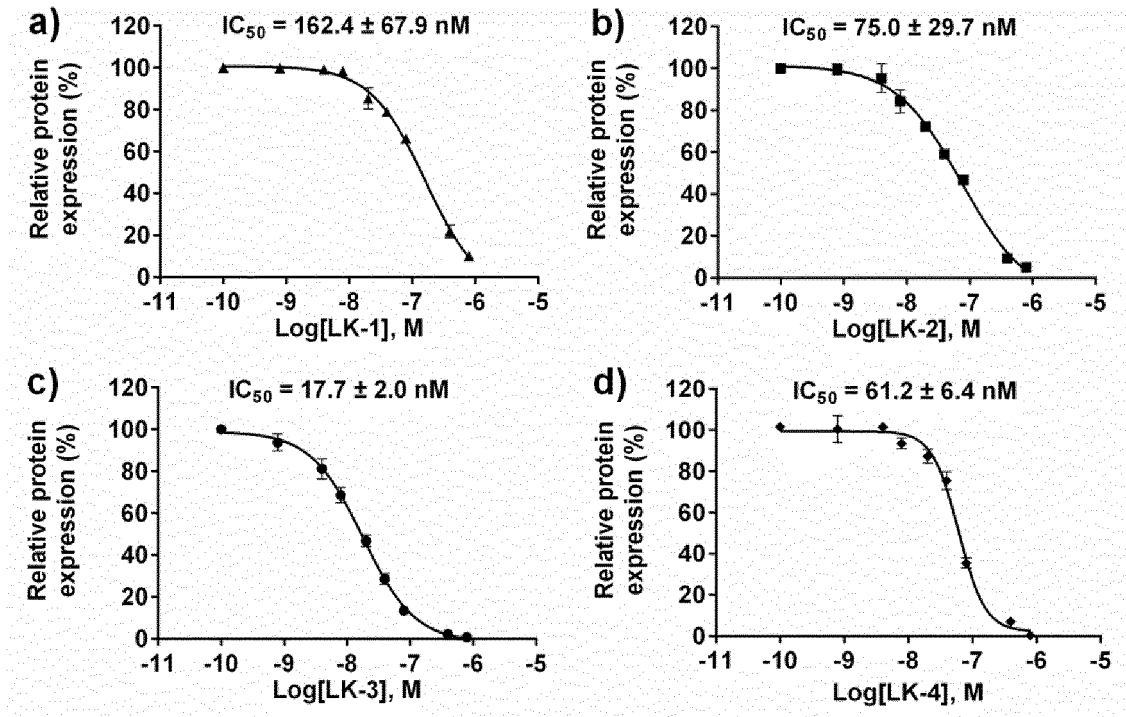 a)
IC50 = 162.4 ± 67.9 nM
Relative protein
expression (%)
120
100
80
60
40
20
0
-11 -10 -9 -8 -7 -6 -5
Log[LK-1], M
b)
IC50 = 75.0 ± 29.7 nM
Relative protein
expression (%)
120
100
80
60
40
20
0
-11 -10 -9 -8 -7 -6 -5
Log[LK-2], M
c)
IC50 = 17.7 ± 2.0 nM
Relative protein
expression (%)
120
100
80
60
40
20
0
-11 -10 -9 -8 -7 -6 -5
Log[LK-3], M
d)
IC50 = 61.2 ± 6.4 nM
Relative protein
expression (%)
120
100
80
60
40
20
0
-11 -10 -9 -8 -7 -6 -5
Log[LK-4], M